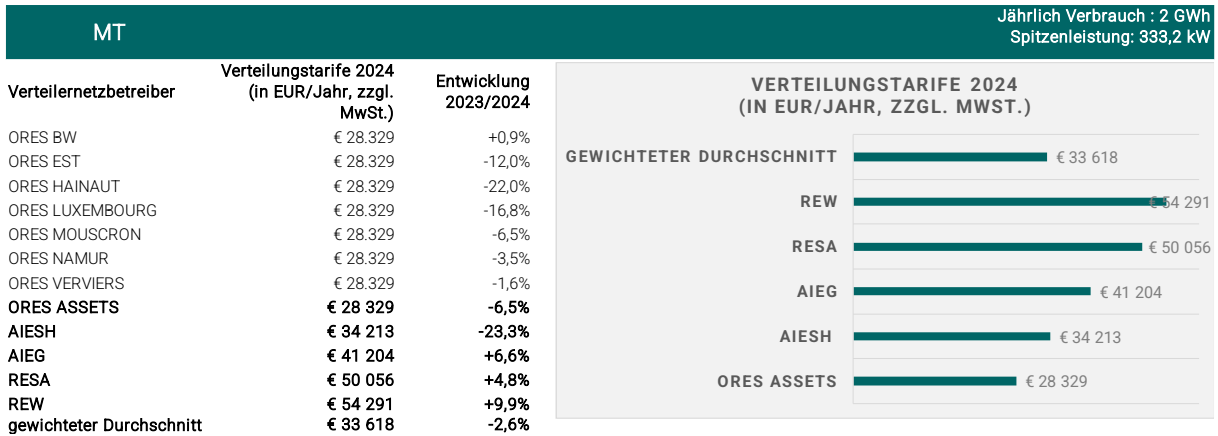 MT
Jährlich Verbrauch : 2 GWh
Spitzenleistung: 333,2 kW
Verteilernetzbetreiber
Verteilungstarife 2024
(in EUR/Jahr, zzgl.
MwSt.)
Entwicklung
2023/2024
ORES BW € 28.329 +0,9%
ORES EST € 28.329 -12,0%
ORES HAINAUT € 28.329 -22,0%
ORES LUXEMBOURG € 28.329 -16,8%
ORES MOUSCRON € 28.329 -6,5%
ORES NAMUR € 28.329 -3,5%
ORES VERVIERS € 28.329 -1,6%
ORES ASSETS € 28 329 -6,5%
AIESH € 34 213 -23,3%
AIEG € 41 204 +6,6%
RESA € 50 056 +4,8%
REW € 54 291 +9,9%
gewichteter Durchschnitt € 33 618 -2,6%
VERTEILUNGSTARIFE 2024
(IN EUR/JAHR, ZZGL. MWST.)
GEWICHTETER DURCHSCHNITT € 33 618
REW € 54 291
RESA € 50 056
AIEG € 41 204
AIESH € 34 213
ORES ASSETS € 28 329